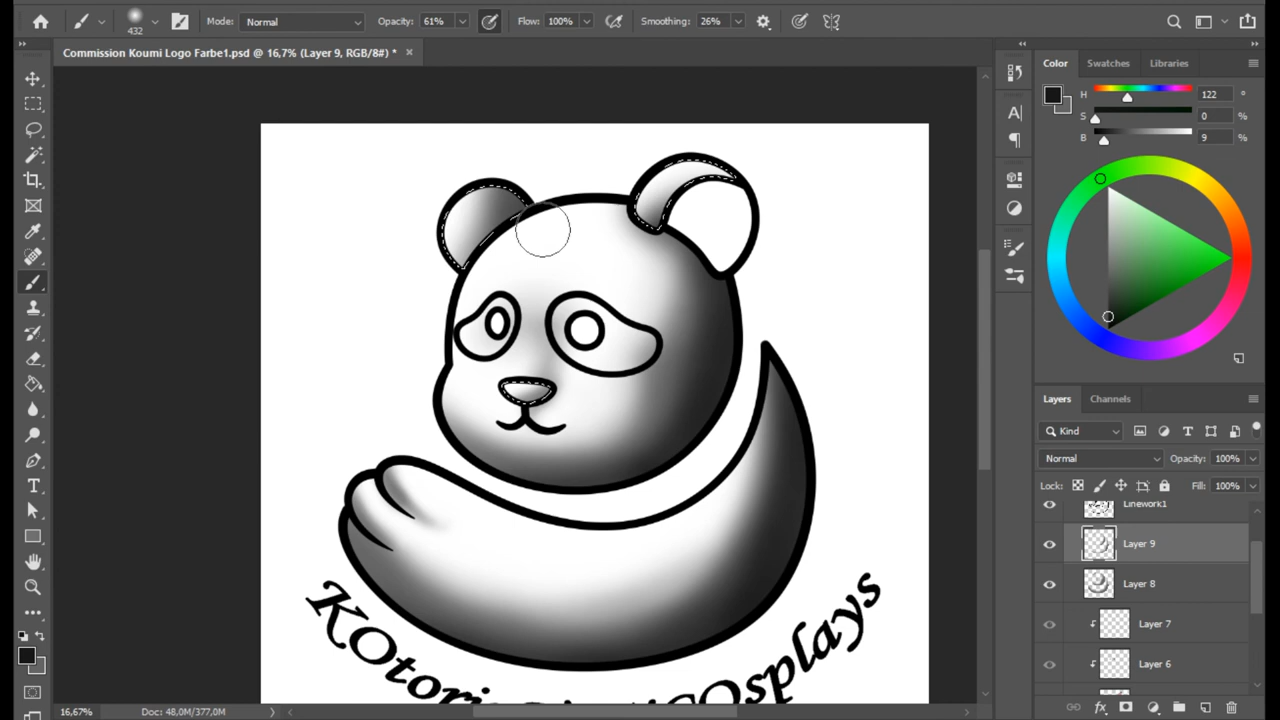 432
Mode: Normal
Opacity: 61%
Flow: 100%
Smoothing: 26%
Commission Koumi Logo Farbe1.psd @ 16,7% (Layer 9, RGB/8#) *
Color Swatches Libraries
H 122 °
S 0 %
B 9 %
Layers Channels
Kind
Normal
Opacity: 100%
Lock:
Fill: 100%
Linework1
Layer 9
Layer 8
Layer 7
Layer 6
16,67%
Doc: 48,0M/377,0M